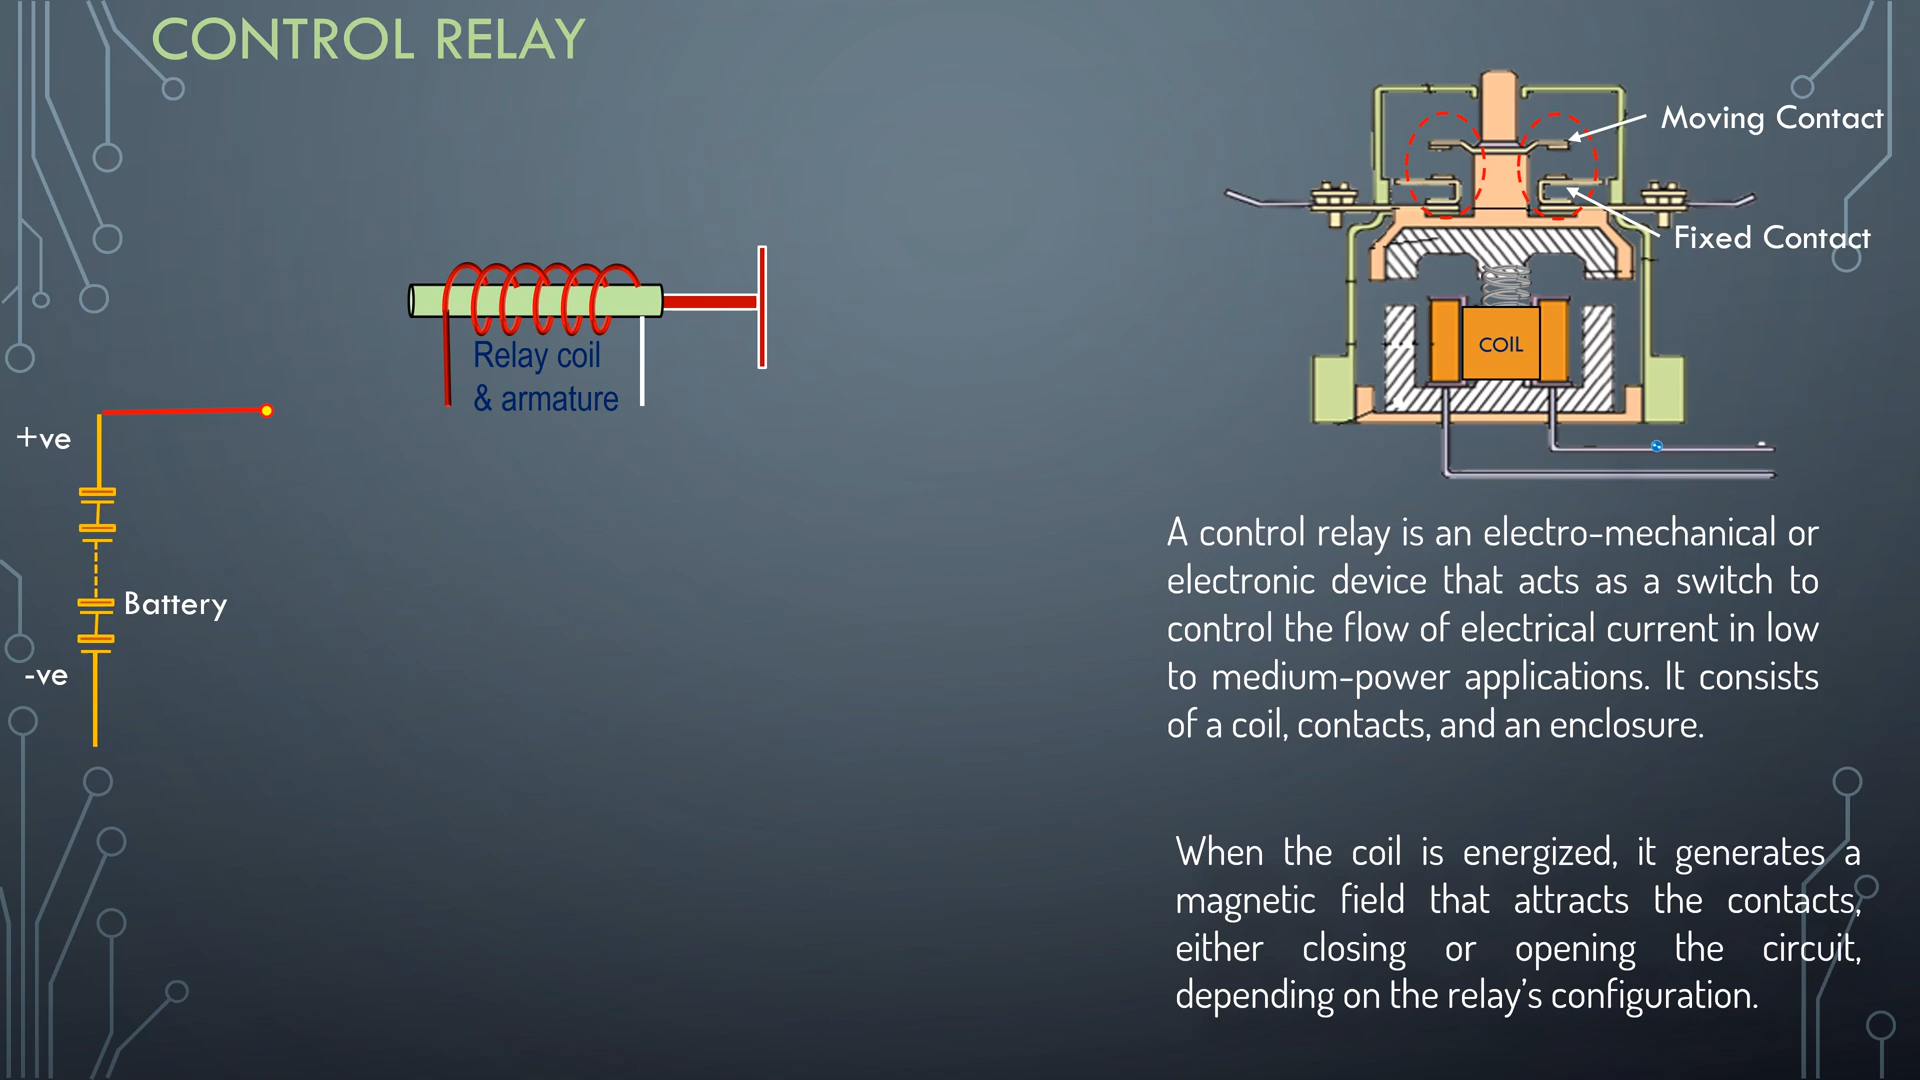 CONTROL RELAY
Moving Contact
Fixed Contact
COIL
Relay coil
& armature
+ve
Battery
-ve
A control relay is an electro-mechanical or
electronic device that acts as a switch to
control the flow of electrical current in low
to medium-power applications. It consists
of a coil, contacts, and an enclosure.
When the coil is energized, it generates a
magnetic field that attracts the contacts,
either closing or opening the circuit,
depending on the relay's configuration.